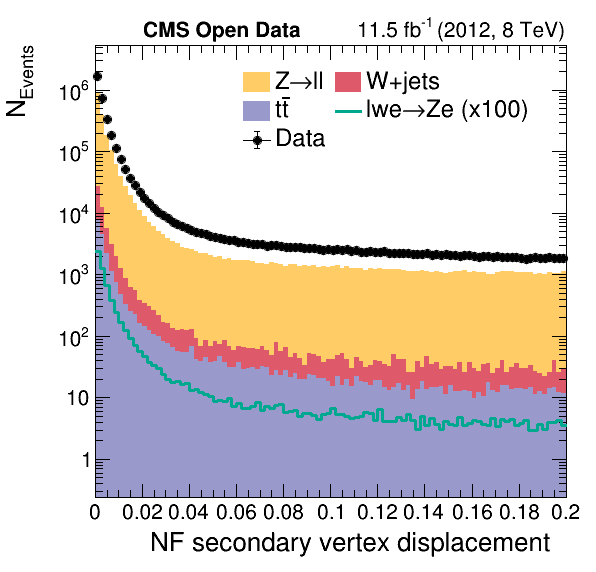 CMS Open Data 11.5 fb⁻¹ (2012, 8 TeV)
N_Events
Z→ll W+jets
tt̄ lwe→Ze (x100)
Data
10⁶
10⁵
10⁴
10³
10²
10
1
0 0.02 0.04 0.06 0.08 0.1 0.12 0.14 0.16 0.18 0.2
NF secondary vertex displacement